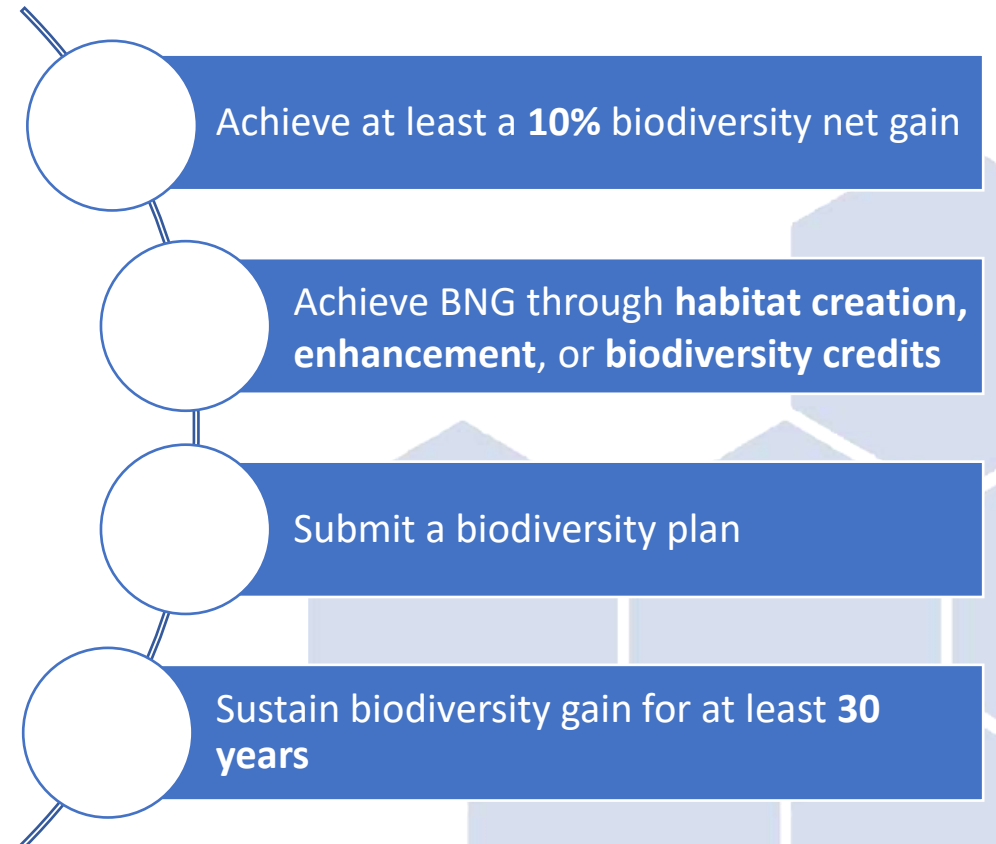 Achieve at least a 10% biodiversity net gain
Achieve BNG through habitat creation,
enhancement, or biodiversity credits
Submit a biodiversity plan
Sustain biodiversity gain for at least 30
years